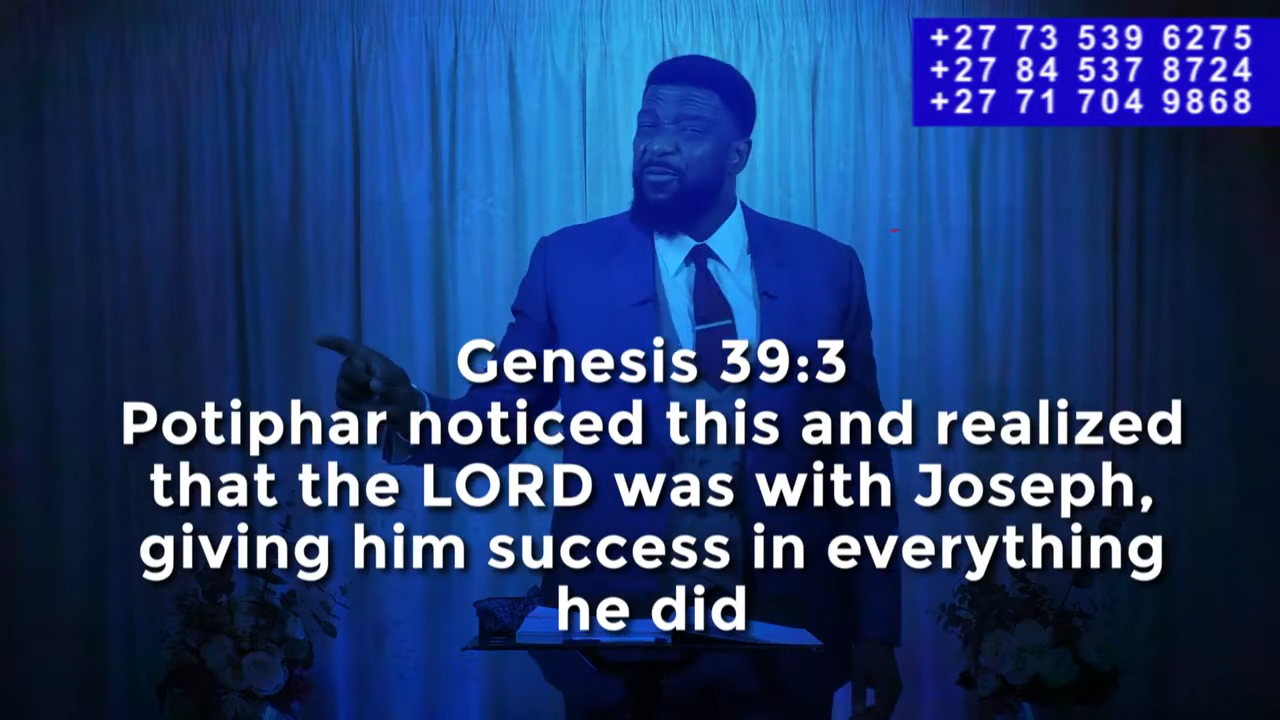 +27 73 539 6275
+27 84 537 8724
+27 71 704 9868
Genesis 39:3
Potiphar noticed this and realized
that the LORD was with Joseph,
giving him success in everything
he did